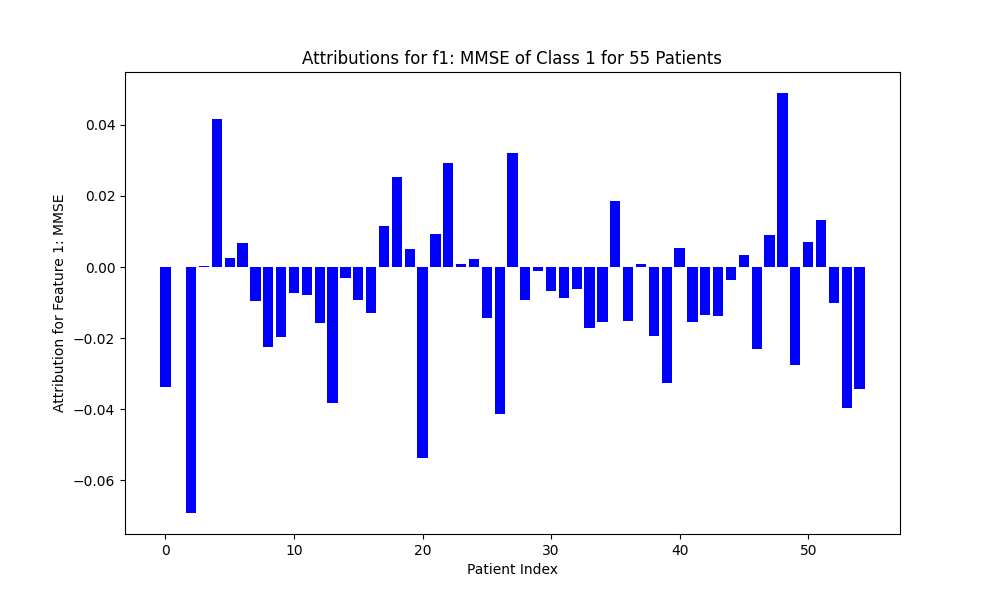 Attributions for f1: MMSE of Class 1 for 55 Patients
Attribution for Feature 1: MMSE
0.04
0.02
0.00
−0.02
−0.04
−0.06
0 10 20 30 40 50
Patient Index